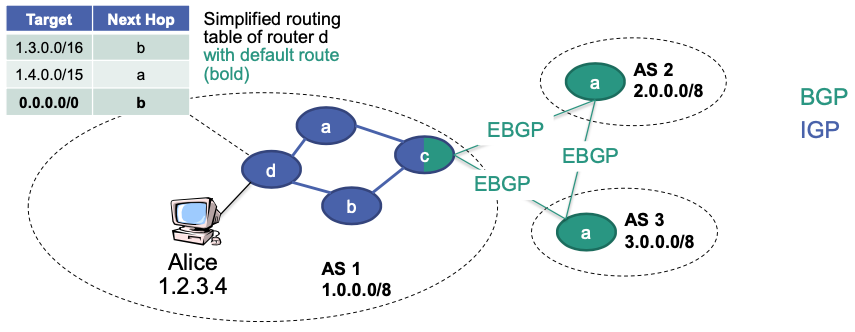 Target Next Hop
1.3.0.0/16 b
1.4.0.0/15 a
0.0.0.0/0 b
Simplified routing
table of router d
with default route
(bold)
AS 2
2.0.0.0/8
a
BGP
IGP
EBGP
a
c
EBGP
d
EBGP
b
AS 3
3.0.0.0/8
a
Alice
1.2.3.4
AS 1
1.0.0.0/8